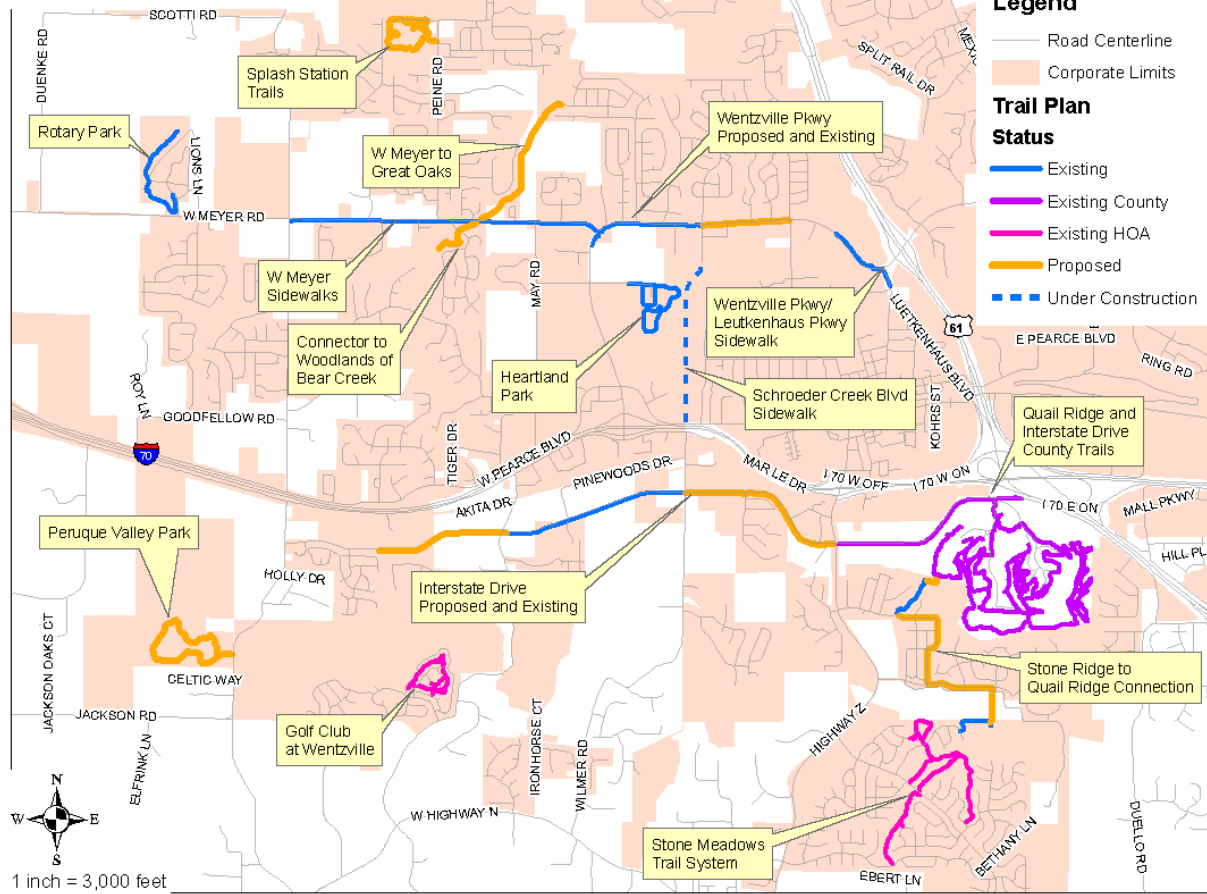 Legend
Road Centerline
Corporate Limits
Trail Plan
Status
Existing
Existing County
Existing HOA
Proposed
Under Construction
SCOTTI RD
DUENKE RD
PEINE RD
SPLIT RAIL DR
Splash Station
Trails
Rotary Park
LIONS LN
W Meyer to
Great Oaks
Wentzville Pkwy
Proposed and Existing
W MEYER RD
W Meyer
Sidewalks
MAY RD
Connector to
Woodlands of
Bear Creek
Heartland
Park
Wentzville Pkwy/
Leutkenhaus Pkwy
Sidewalk
LUETKENHAUS BLVD
61
E PEARCE BLVD
RING RD
Schroeder Creek Blvd
Sidewalk
KOHRS ST
Quail Ridge and
Interstate Drive
County Trails
ROY LN
GOODFELLOW RD
70
TIGER DR
W PEARCE BLVD
PINEWOODS DR
MAR LE DR
I 70 W OFF
I 70 W ON
I 70 E ON
MALL PKWY
AKITA DR
HILL PL
Peruque Valley Park
HOLLY DR
Interstate Drive
Proposed and Existing
JACKSON OAKS CT
CELTIC WAY
Stone Ridge to
Quail Ridge Connection
JACKSON RD
Golf Club
at Wentzville
ELFRINK LN
IRONHORSE CT
WILMER RD
HIGHWAY Z
W HIGHWAY N
Stone Meadows
Trail System
BETHANY LN
DUELLO RD
EBERT LN
N
W
E
S
1 inch = 3,000 feet